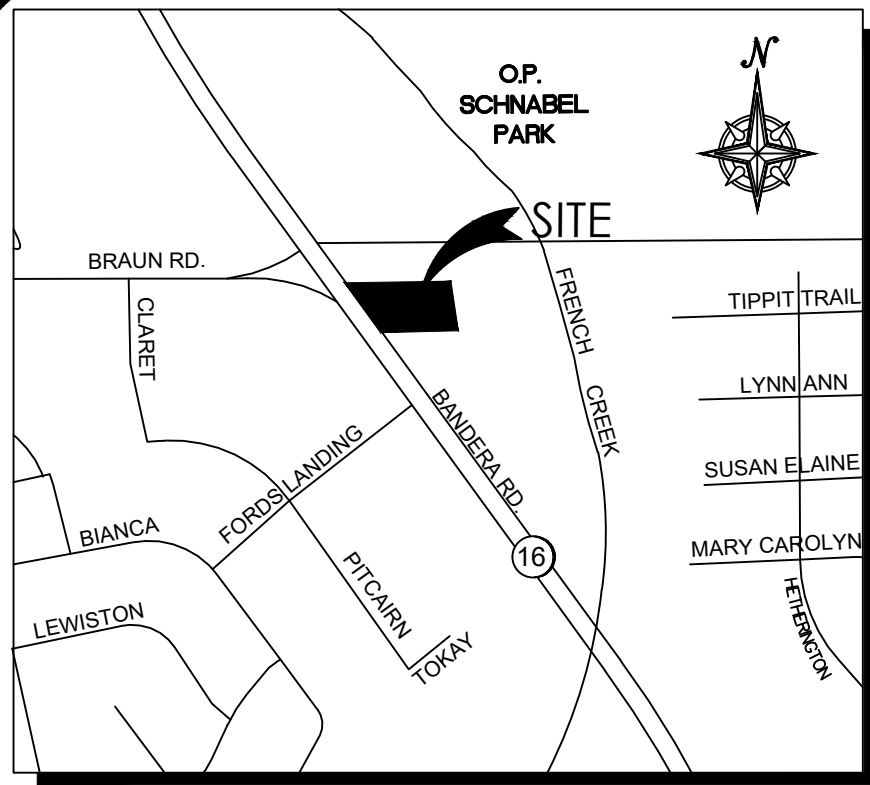 O.P.
SCHNABEL
PARK
N
SITE
BRAUN RD.
CLARET
FRENCH CREEK
TIPPIT TRAIL
LYNN ANN
BANDERA RD.
FORDS LANDING
SUSAN ELAINE
BIANCA
16
MARY CAROLYN
PITCAIRN
HETHERINGTON
LEWISTON
TOKAY